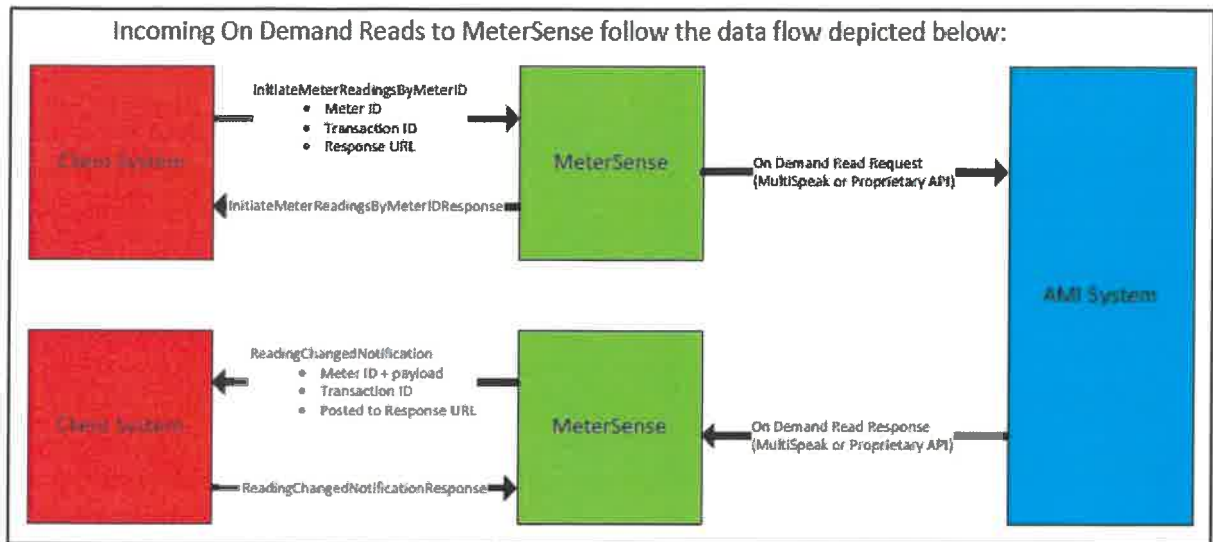 Incoming On Demand Reads to MeterSense follow the data flow depicted below:
Client System
InitiateMeterReadingsByMeterID
• Meter ID
• Transaction ID
• Response URL
InitiateMeterReadingsByMeterIDResponse
MeterSense
On Demand Read Request
(MultiSpeak or Proprietary API)
AMI System
Client System
ReadingChangedNotification
• Meter ID + payload
• Transaction ID
• Posted to Response URL
ReadingChangedNotificationResponse
MeterSense
On Demand Read Response
(MultiSpeak or Proprietary API)